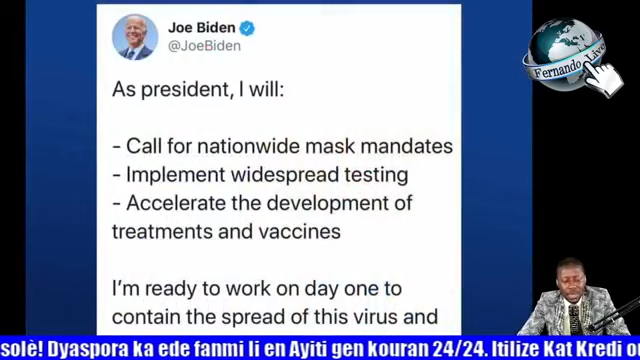 Joe Biden
@JoeBiden
As president, I will:
- Call for nationwide mask mandates
- Implement widespread testing
- Accelerate the development of
treatments and vaccines
I'm ready to work on day one to
contain the spread of this virus and
Fernando Live
solè! Dyaspora ka ede fanmi li en Ayiti gen kouran 24/24. Itilize Kat Kredi o